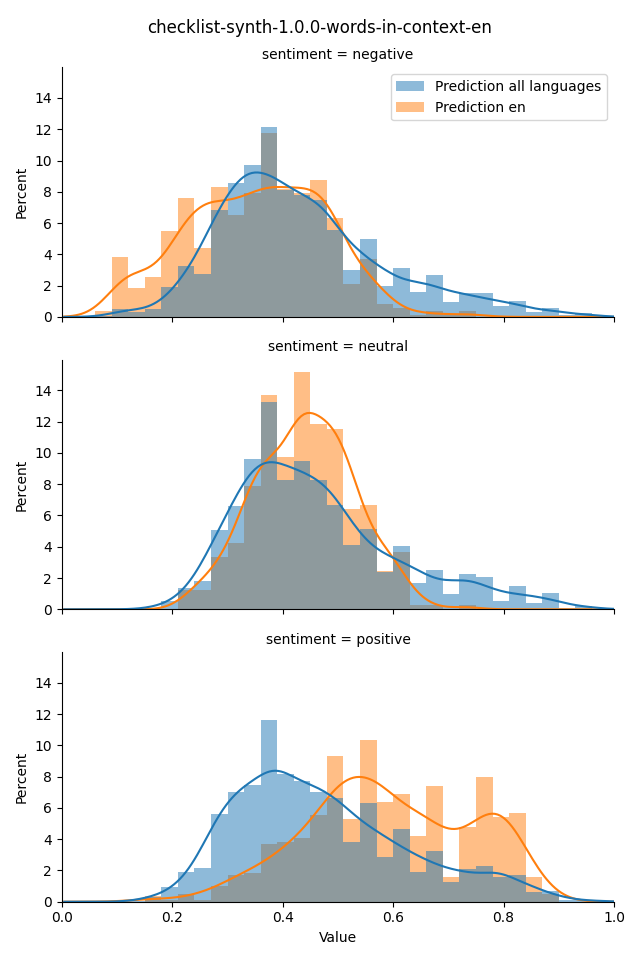 checklist-synth-1.0.0-words-in-context-en
sentiment = negative
Prediction all languages
Prediction en
Percent
14
12
10
8
6
4
2
0
sentiment = neutral
Percent
14
12
10
8
6
4
2
0
sentiment = positive
Percent
14
12
10
8
6
4
2
0
0.0 0.2 0.4 0.6 0.8 1.0
Value